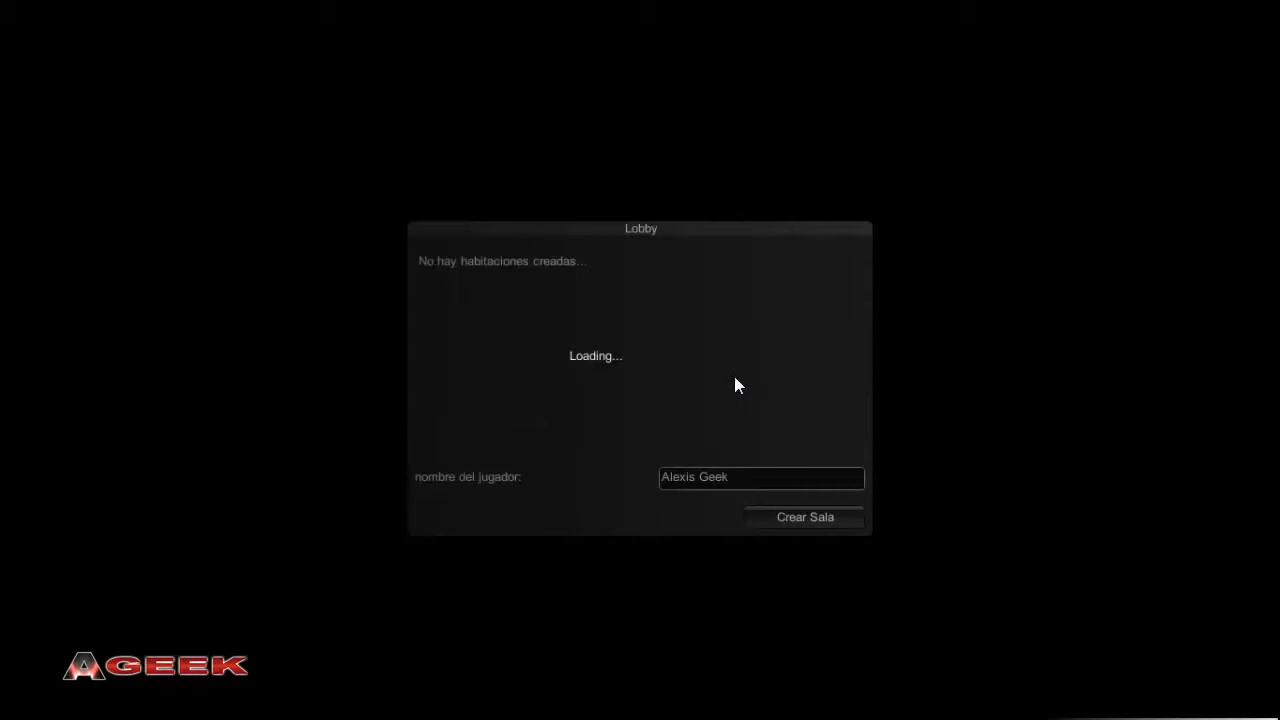 Lobby
No hay habitaciones creadas...
Loading...
nombre del jugador:
Alexis Geek
Crear Sala
AGEEK